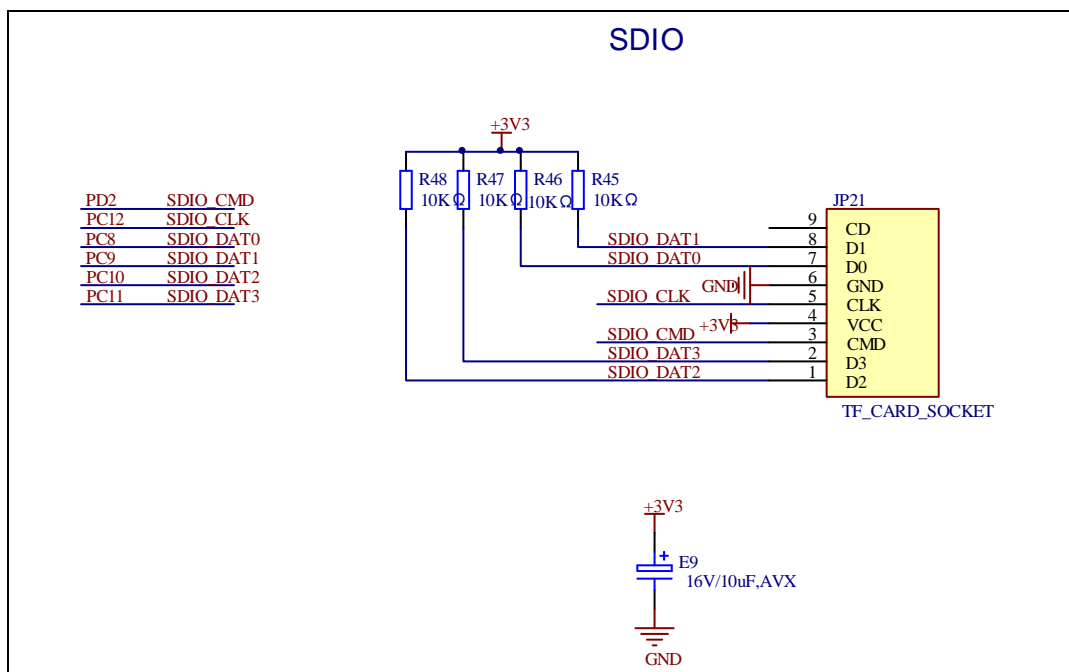 SDIO
+3V3
R48 R47 R46 R45
10KΩ 10KΩ 10KΩ 10KΩ
PD2 SDIO_CMD
PC12 SDIO_CLK
PC8 SDIO_DAT0
PC9 SDIO_DAT1
PC10 SDIO_DAT2
PC11 SDIO_DAT3
JP21
9 CD
SDIO_DAT1 8 D1
SDIO_DAT0 7 D0
GND 6 GND
SDIO_CLK 5 CLK
+3V3 4 VCC
SDIO_CMD 3 CMD
SDIO_DAT3 2 D3
SDIO_DAT2 1 D2
TF_CARD_SOCKET
+3V3
+ E9
16V/10uF,AVX
GND